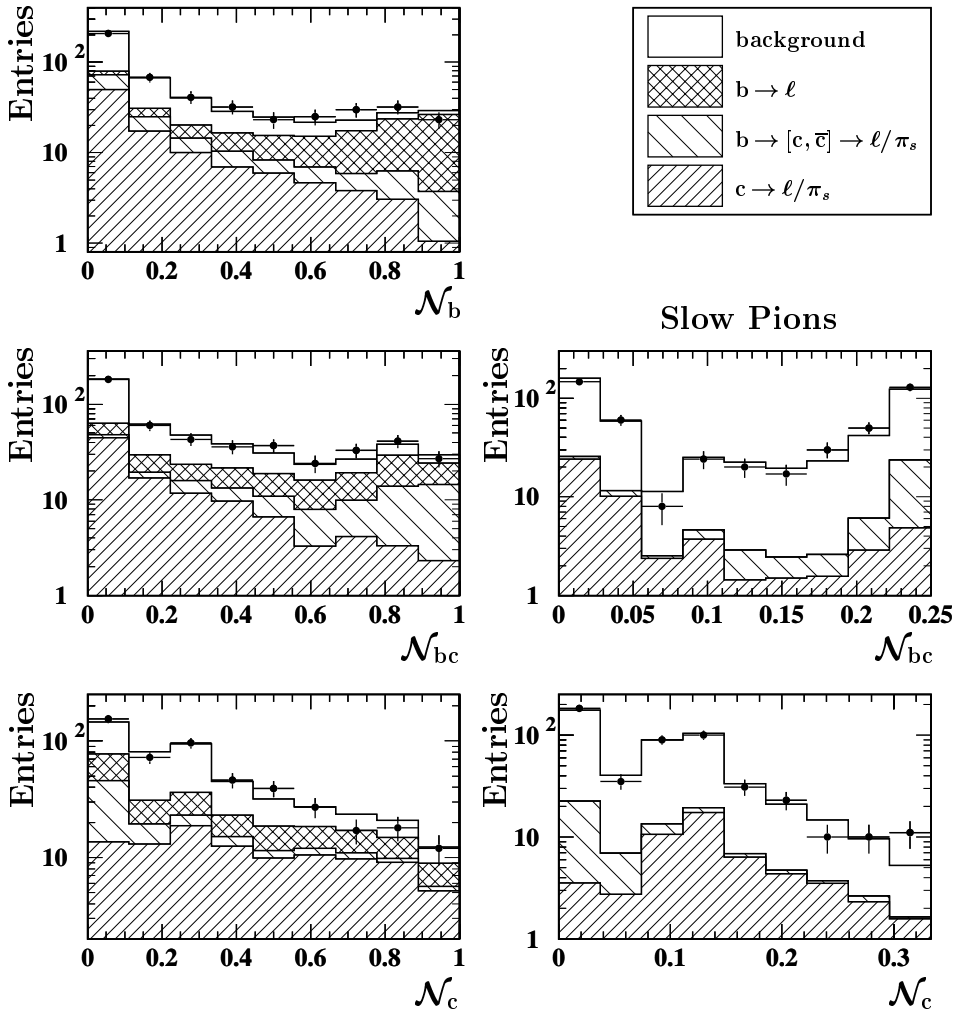 Entries
10 2
10
1
0 0.2 0.4 0.6 0.8 1
𝒩b
background
b → ℓ
b → [c, c̅] → ℓ/πs
c → ℓ/πs
Entries
10 2
10
1
0 0.2 0.4 0.6 0.8 1
𝒩bc
Slow Pions
Entries
10 2
10
1
0 0.05 0.1 0.15 0.2 0.25
𝒩bc
Entries
10 2
10
0 0.2 0.4 0.6 0.8 1
𝒩c
Entries
10 2
10
1
0 0.1 0.2 0.3
𝒩c